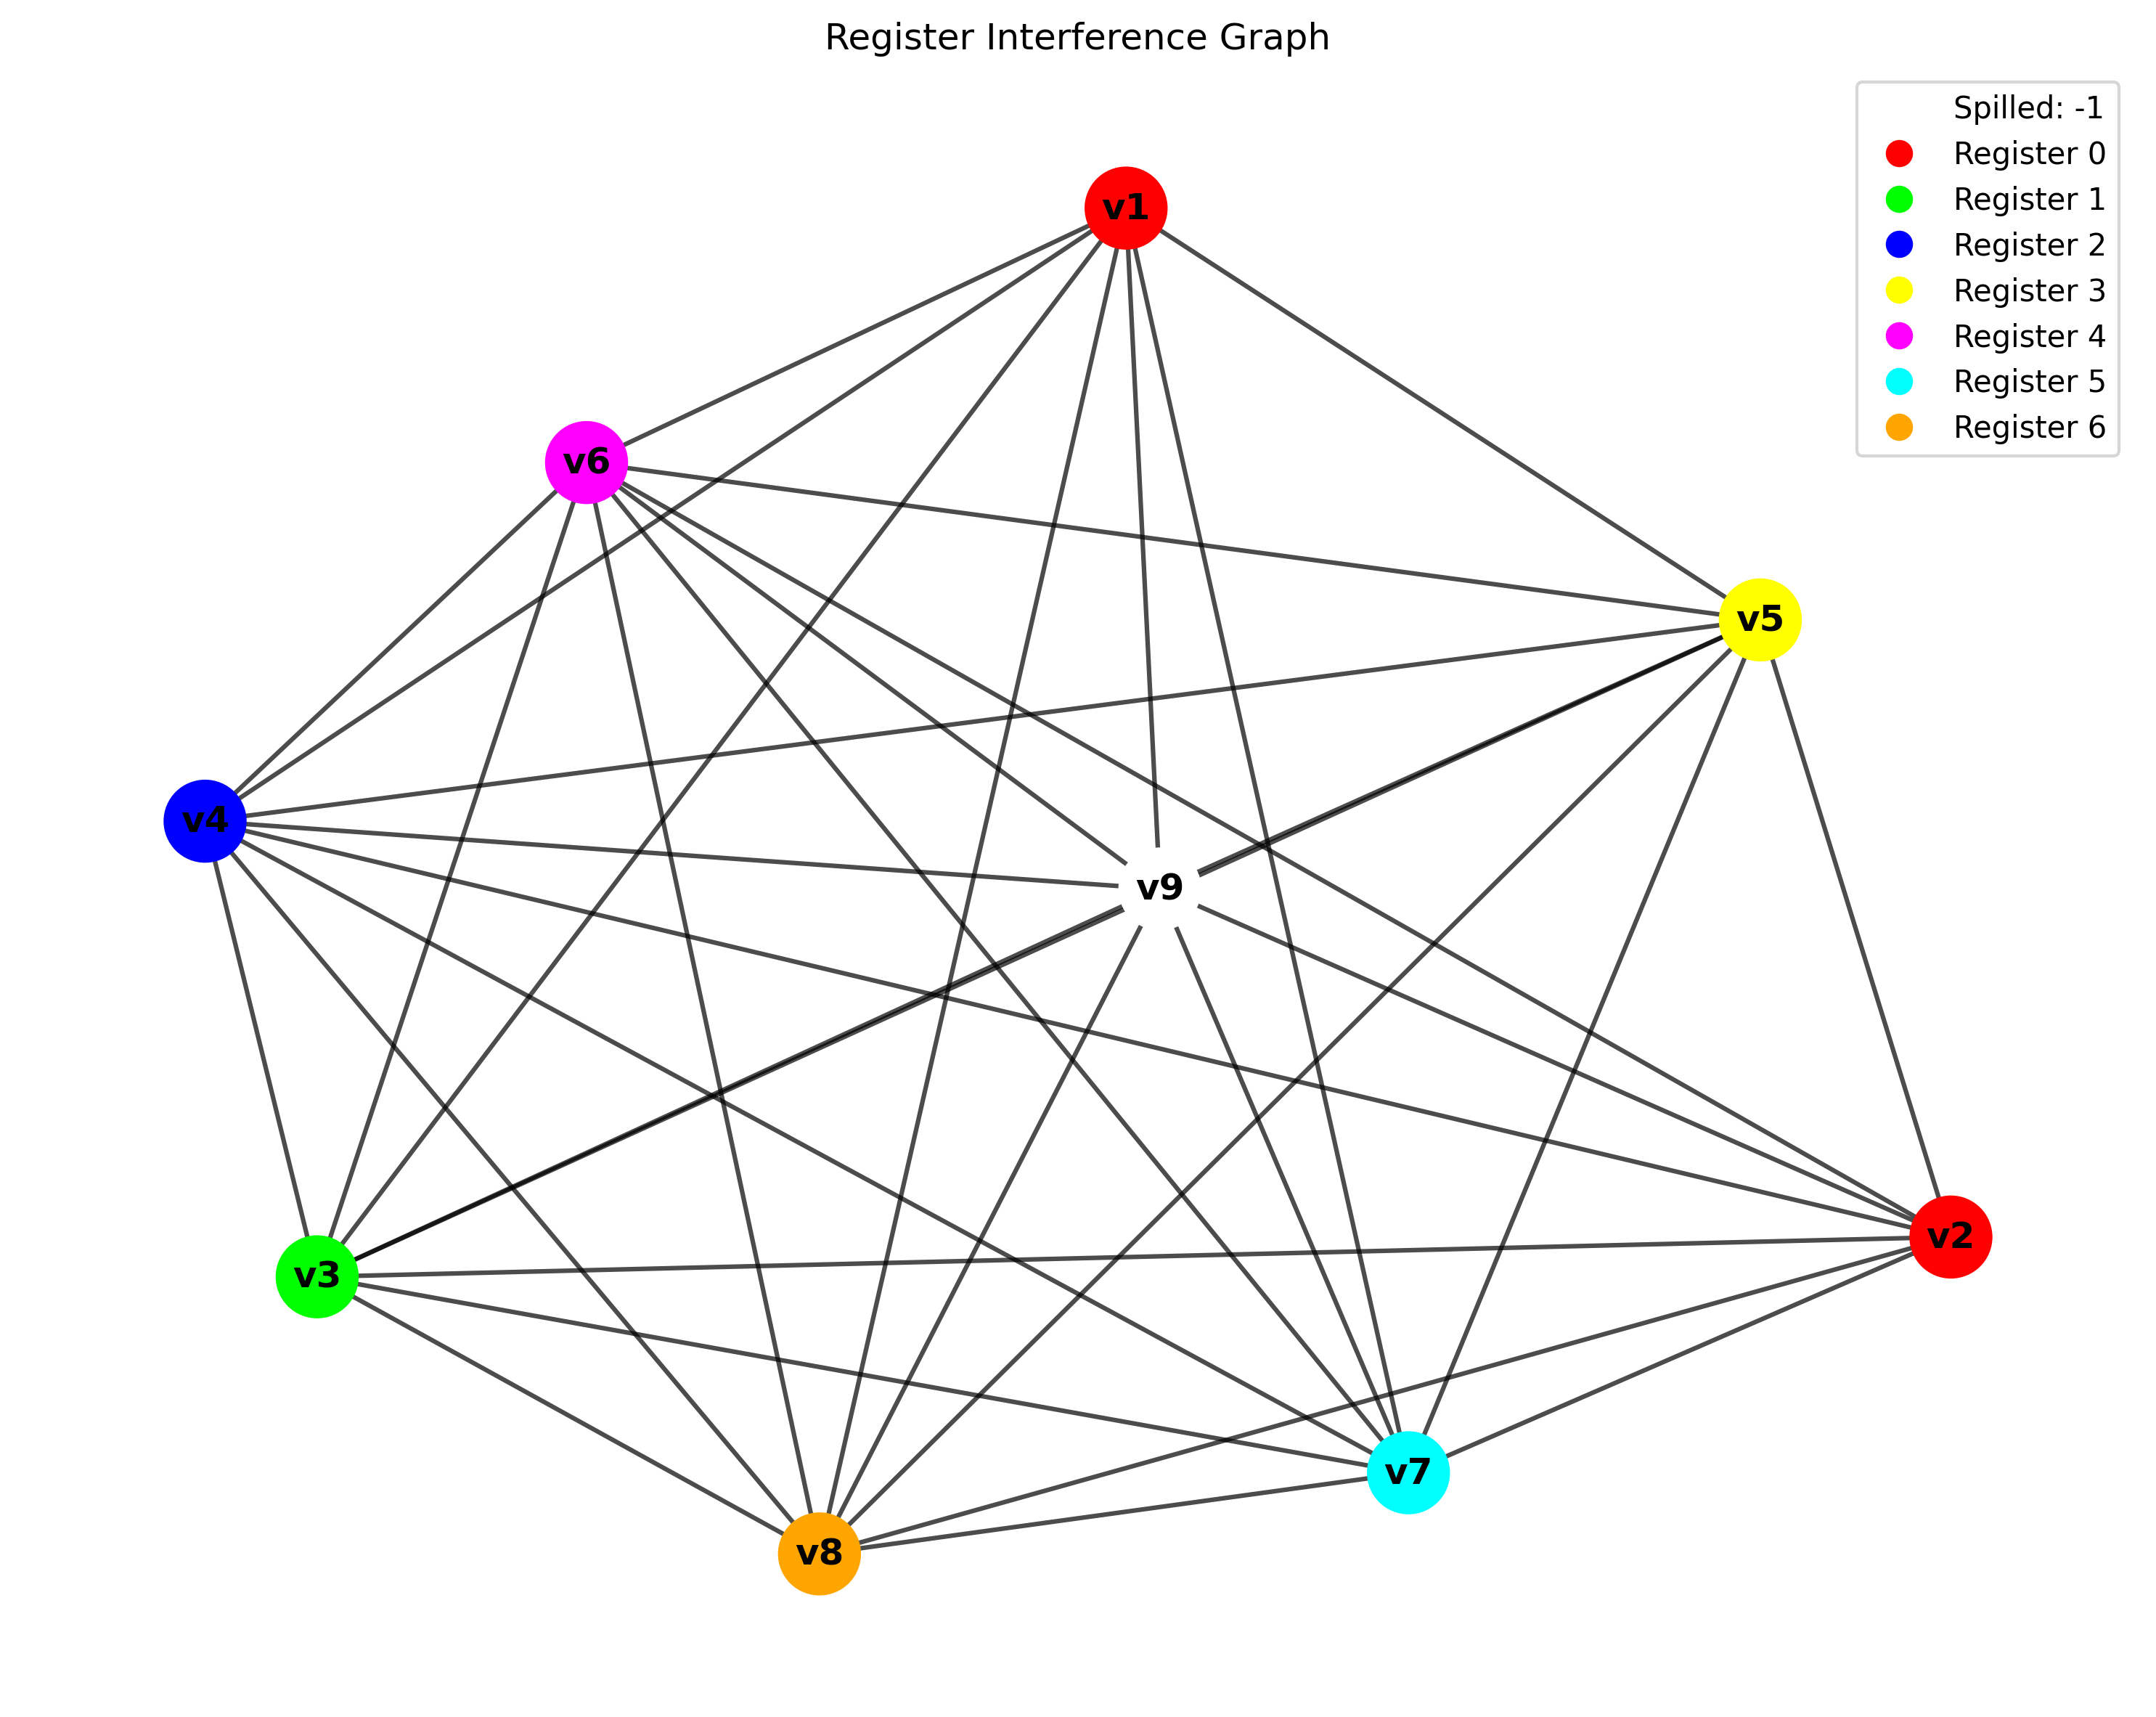 Register Interference Graph
Spilled: -1
Register 0
Register 1
Register 2
Register 3
Register 4
Register 5
Register 6
v1
v6
v5
v4
v9
v2
v3
v7
v8